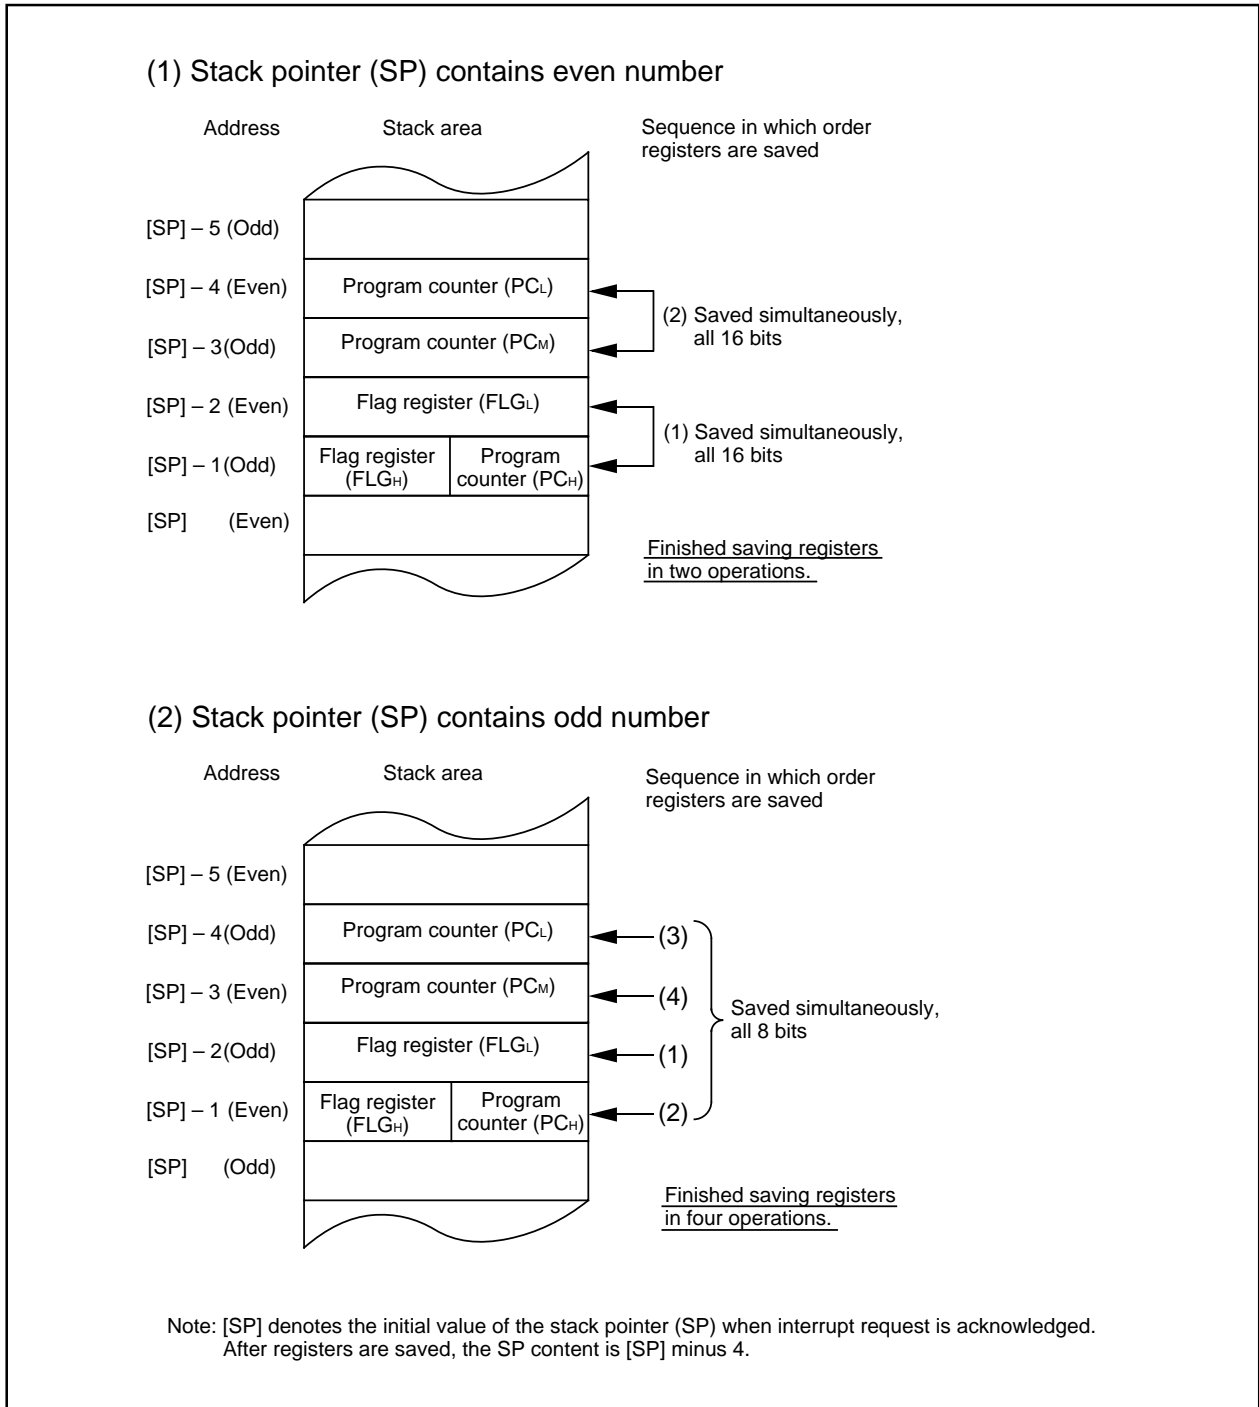 (1) Stack pointer (SP) contains even number
Address Stack area Sequence in which order
registers are saved
[SP] – 5 (Odd)
[SP] – 4 (Even) Program counter (PCL)
(2) Saved simultaneously,
all 16 bits
[SP] – 3(Odd) Program counter (PCM)
[SP] – 2 (Even) Flag register (FLGL)
(1) Saved simultaneously,
all 16 bits
[SP] – 1(Odd) Flag register Program
(FLGH) counter (PCH)
[SP] (Even)
Finished saving registers
in two operations.
(2) Stack pointer (SP) contains odd number
Address Stack area Sequence in which order
registers are saved
[SP] – 5 (Even)
[SP] – 4(Odd) Program counter (PCL) (3)
[SP] – 3 (Even) Program counter (PCM) (4)
Saved simultaneously,
all 8 bits
[SP] – 2(Odd) Flag register (FLGL) (1)
[SP] – 1 (Even) Flag register Program (2)
(FLGH) counter (PCH)
[SP] (Odd)
Finished saving registers
in four operations.
Note: [SP] denotes the initial value of the stack pointer (SP) when interrupt request is acknowledged.
After registers are saved, the SP content is [SP] minus 4.